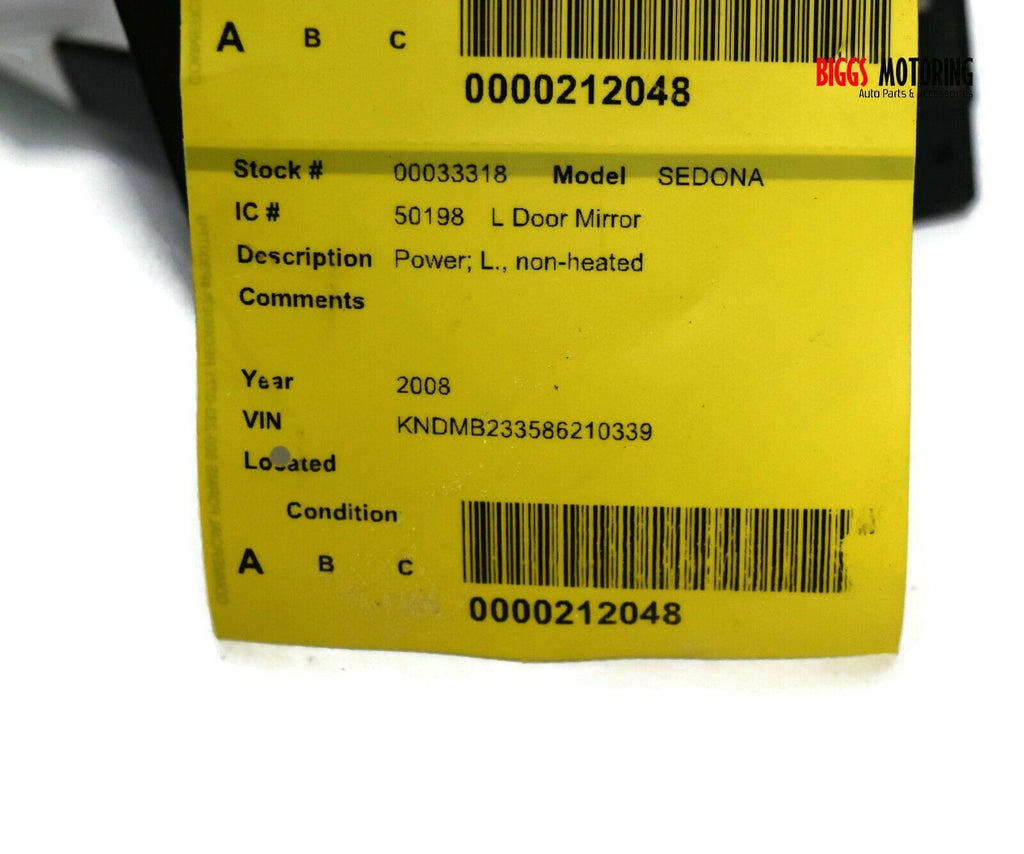 A B C
0000212048
BIGGS MOTORING
Auto Parts & Accessories
Stock # 00033318 Model SEDONA
IC # 50198 L Door Mirror
Description Power; L., non-heated
Comments
Year 2008
VIN KNDMB233586210339
Located
Condition
A B C
0000212048